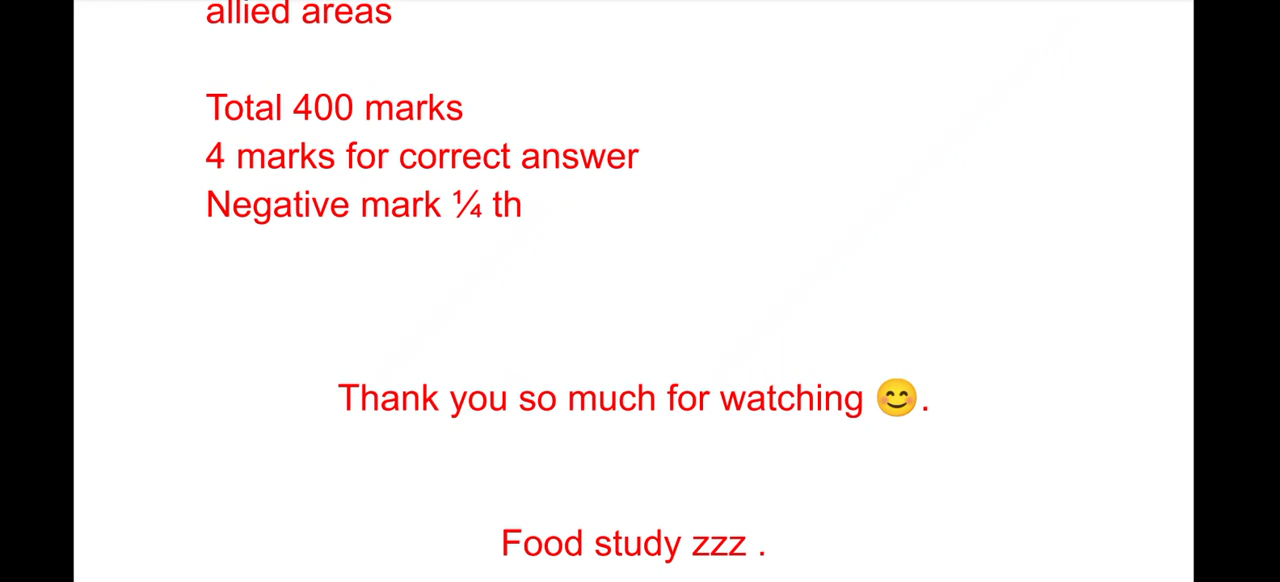 allied areas
Total 400 marks
4 marks for correct answer
Negative mark ¼ th
Thank you so much for watching 😊.
Food study zzz .